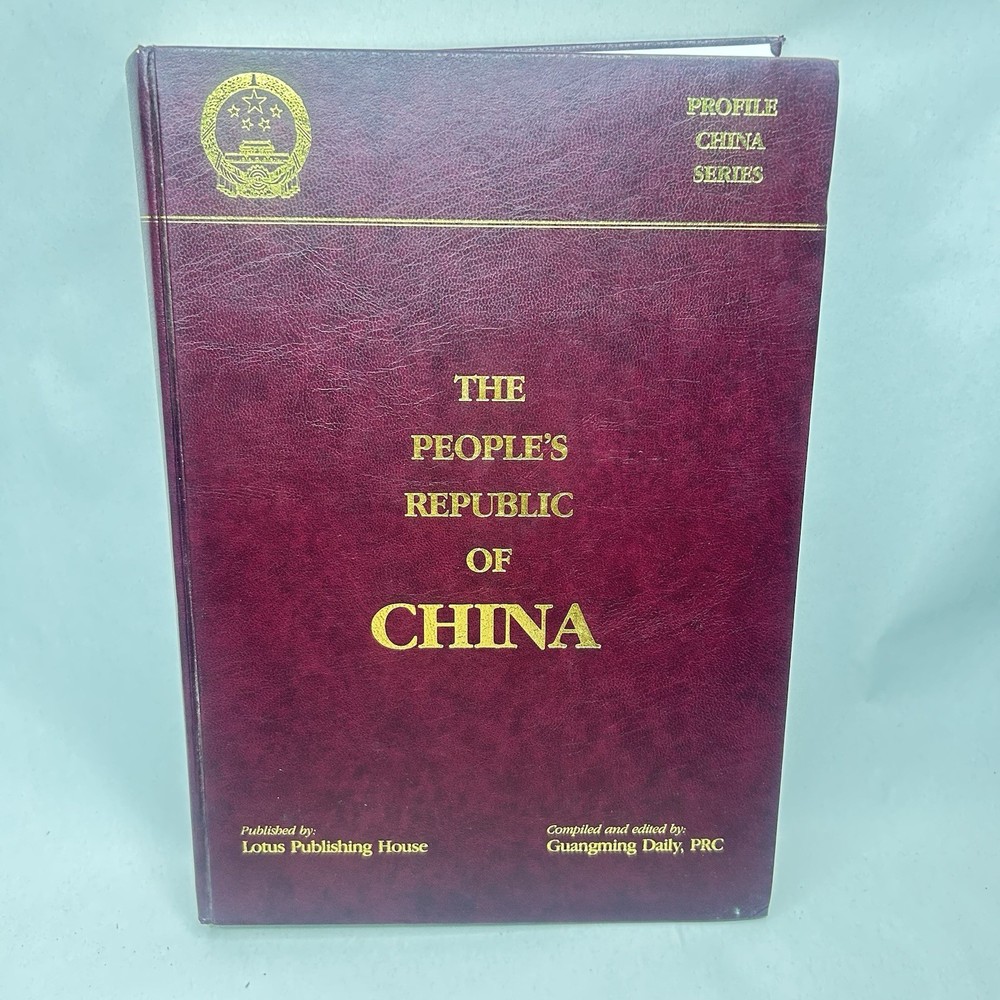 PROFILE
CHINA
SERIES
THE
PEOPLE'S
REPUBLIC
OF
CHINA
Published by:
Lotus Publishing House
Compiled and edited by:
Guangming Daily, PRC